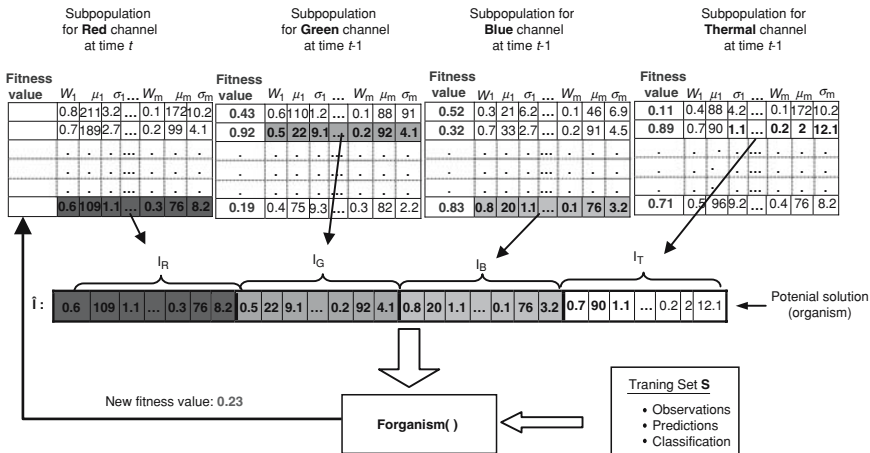 Subpopulation
for Red channel
at time t
Subpopulation
for Green channel
at time t-1
Subpopulation for
Blue channel
at time t-1
Subpopulation for
Thermal channel
at time t-1
Fitness
value W1 μ1 σ1... Wm μm σm
0.8 211 3.2 ... 0.1 172 10.2
0.7 189 2.7 ... 0.2 99 4.1
. . . ... . . .
. . . ... . . .
. . . ... . . .
0.6 109 1.1 ... 0.3 76 8.2
Fitness
value W1 μ1 σ1 ... Wm μm σm
0.43 0.6 110 1.2 ... 0.1 88 91
0.92 0.5 22 9.1 ... 0.2 92 4.1
. . . . ... . . .
. . . . ... . . .
. . . . ... . . .
0.19 0.4 75 9.3 ... 0.3 82 2.2
Fitness
value W1 μ1 σ1 ... Wm μm σm
0.52 0.3 21 6.2 ... 0.1 46 6.9
0.32 0.7 33 2.7 ... 0.2 91 4.5
. . . . ... . . .
. . . . ... . . .
. . . . ... . . .
0.83 0.8 20 1.1 ... 0.1 76 3.2
Fitness
value W1 μ1 σ1 ... Wm μm σm
0.11 0.4 88 4.2 ... 0.1 172 10.2
0.89 0.7 90 1.1 ... 0.2 2 12.1
. . . . ... . . .
. . . . ... . . .
. . . . ... . . .
0.71 0.5 96 9.2 ... 0.4 76 8.2
IR IG IB IT
Î : 0.6 109 1.1 ... 0.3 76 8.2 0.5 22 9.1 ... 0.2 92 4.1 0.8 20 1.1 ... 0.1 76 3.2 0.7 90 1.1 ... 0.2 2 12.1
Potenial solution
(organism)
New fitness value: 0.23
Forganism( )
Traning Set S
• Observations
• Predictions
• Classification